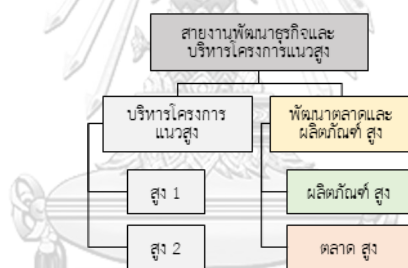 สายงานพัฒนาธุรกิจและ
บริหารโครงการแนวสูง
บริหารโครงการ
แนวสูง
พัฒนาตลาดและ
ผลิตภัณฑ์ สูง
สูง 1
ผลิตภัณฑ์ สูง
สูง 2
ตลาด สูง